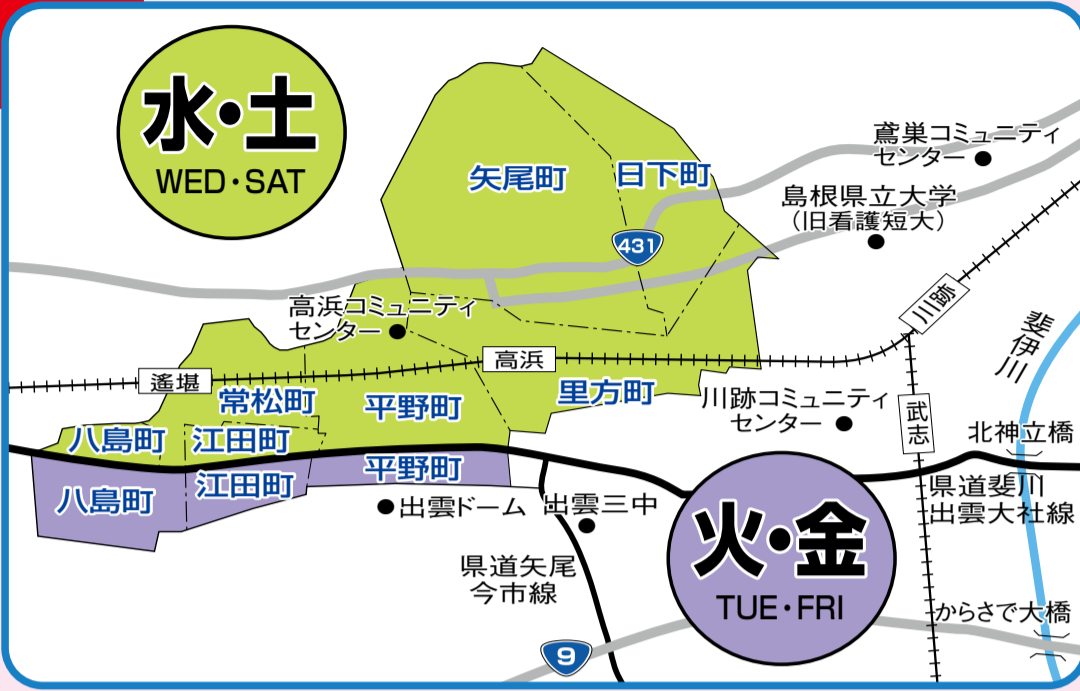 水・土
WED・SAT
矢尾町
日下町
鳶巣コミュニティ
センター
島根県立大学
（旧看護短大）
431
高浜コミュニティ
センター
川跡
斐伊川
遙堪
高浜
常松町
平野町
里方町
川跡コミュニティ
センター
武志
北神立橋
八島町
江田町
平野町
八島町
江田町
出雲ドーム
出雲三中
県道斐川
出雲大社線
火・金
TUE・FRI
県道矢尾
今市線
からさで大橋
9